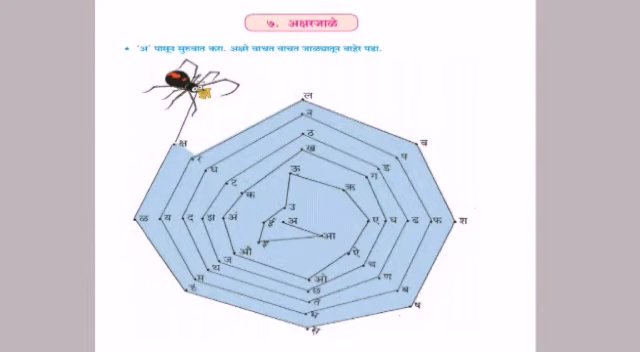 ७. अक्षरजाळे
'अ' पासून सुरुवात करा. अक्षरे वाचत वाचत जाळ्यातून बाहेर पडा.
ल
त
ठ
ख
क्ष
र
व
प
ड
ग
ध
ट
क
ऊ
ऋ
उ
ई
अ
आ
इ
ळ
य
द
झ
अं
ए
घ
ढ
फ
श
औ
ऐ
ज
च
थ
ओ
ण
छ
ब
ह
ष